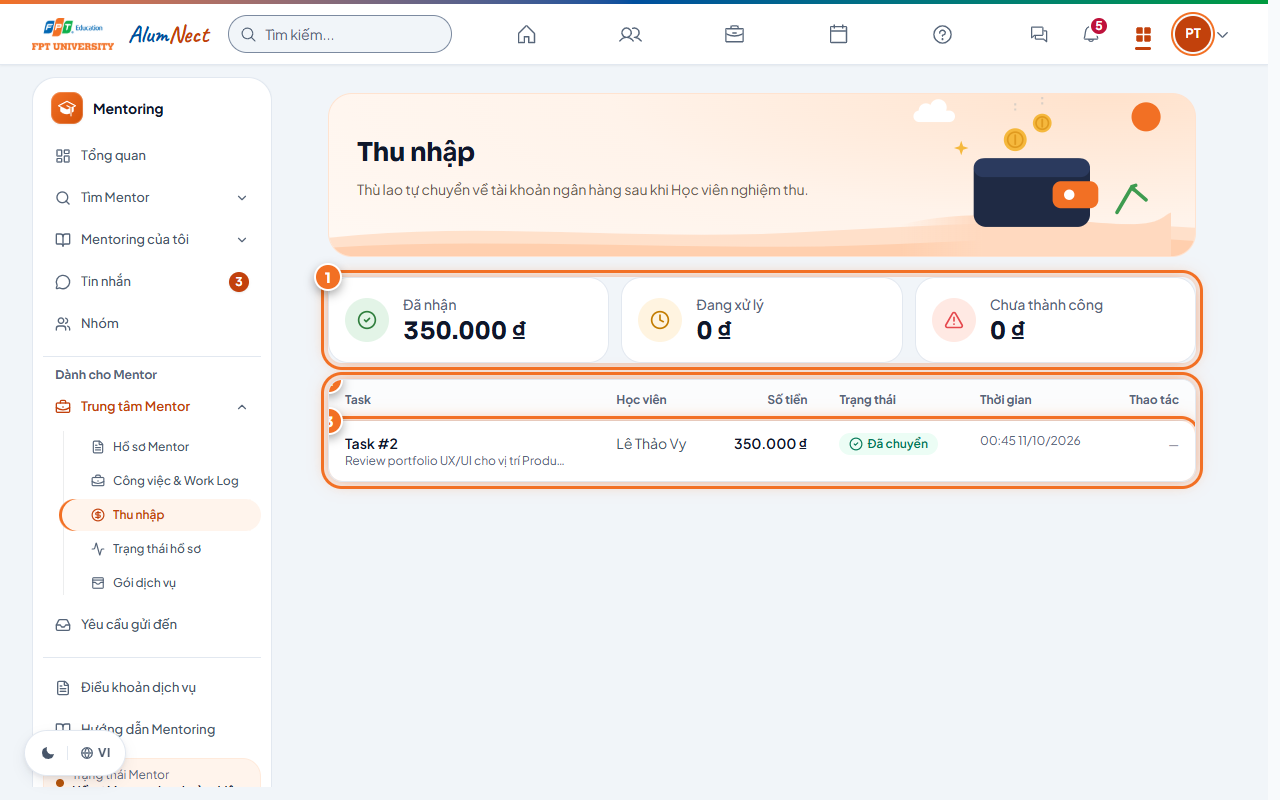 FPT Education
FPT UNIVERSITY
AlumNect
Tìm kiếm...
5
PT
Mentoring
Tổng quan
Tìm Mentor
Mentoring của tôi
Tin nhắn
3
Nhóm
Dành cho Mentor
Trung tâm Mentor
Hồ sơ Mentor
Công việc & Work Log
Thu nhập
Trạng thái hồ sơ
Gói dịch vụ
Yêu cầu gửi đến
Điều khoản dịch vụ
Hướng dẫn Mentoring
VI
Trạng thái Mentor
Thu nhập
Thù lao tự chuyển về tài khoản ngân hàng sau khi Học viên nghiệm thu.
1
Đã nhận
350.000 ₫
Đang xử lý
0 ₫
Chưa thành công
0 ₫
Task Học viên Số tiền Trạng thái Thời gian Thao tác
Task #2 Lê Thảo Vy 350.000 ₫ Đã chuyển 00:45 11/10/2026 —
Review portfolio UX/UI cho vị trí Produ...